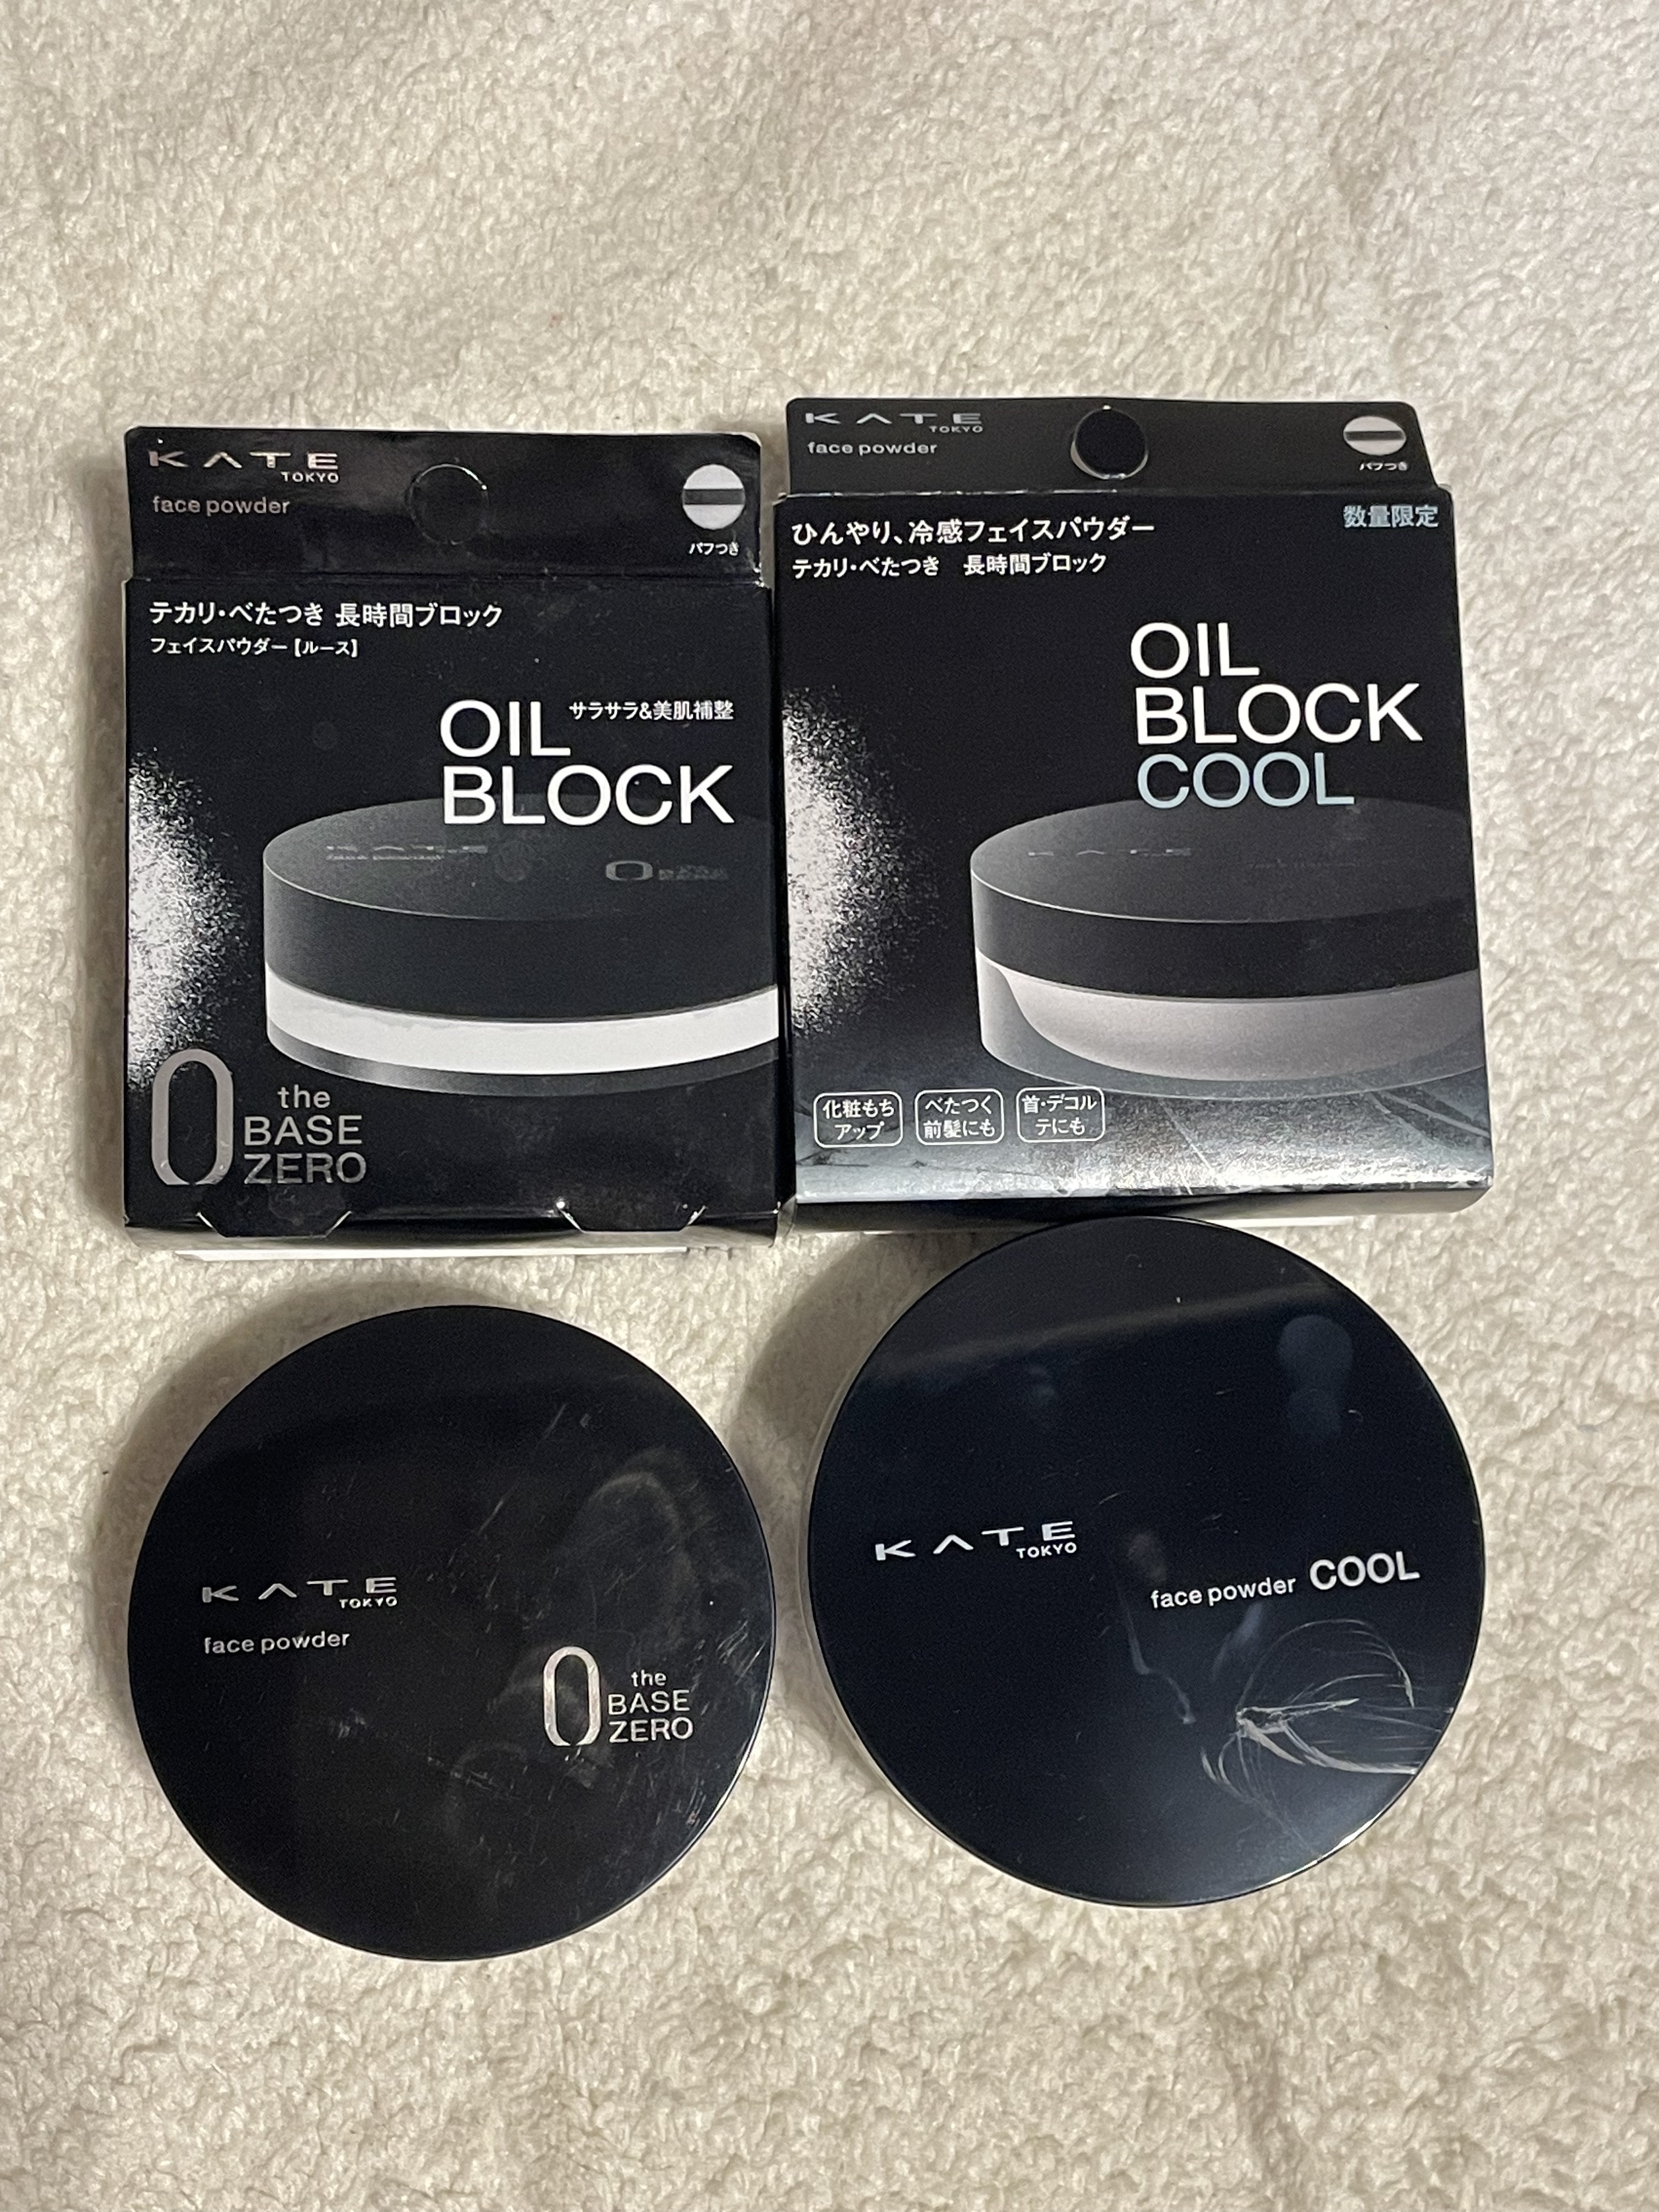 KATE
TOKYO
face powder
パフつき
テカリ・べたつき 長時間ブロック
フェイスパウダー【ルース】
OIL サラサラ&美肌補整
BLOCK
KATE
0
0 the
BASE
ZERO
KATE
TOKYO
face powder
パフつき
数量限定
ひんやり、冷感フェイスパウダー
テカリ・べたつき 長時間ブロック
OIL
BLOCK
COOL
KATE
化粧もち
アップ
べたつく
前髪にも
首・デコル
テにも
KATE
TOKYO
face powder
0 the
BASE
ZERO
KATE
TOKYO
face powder COOL